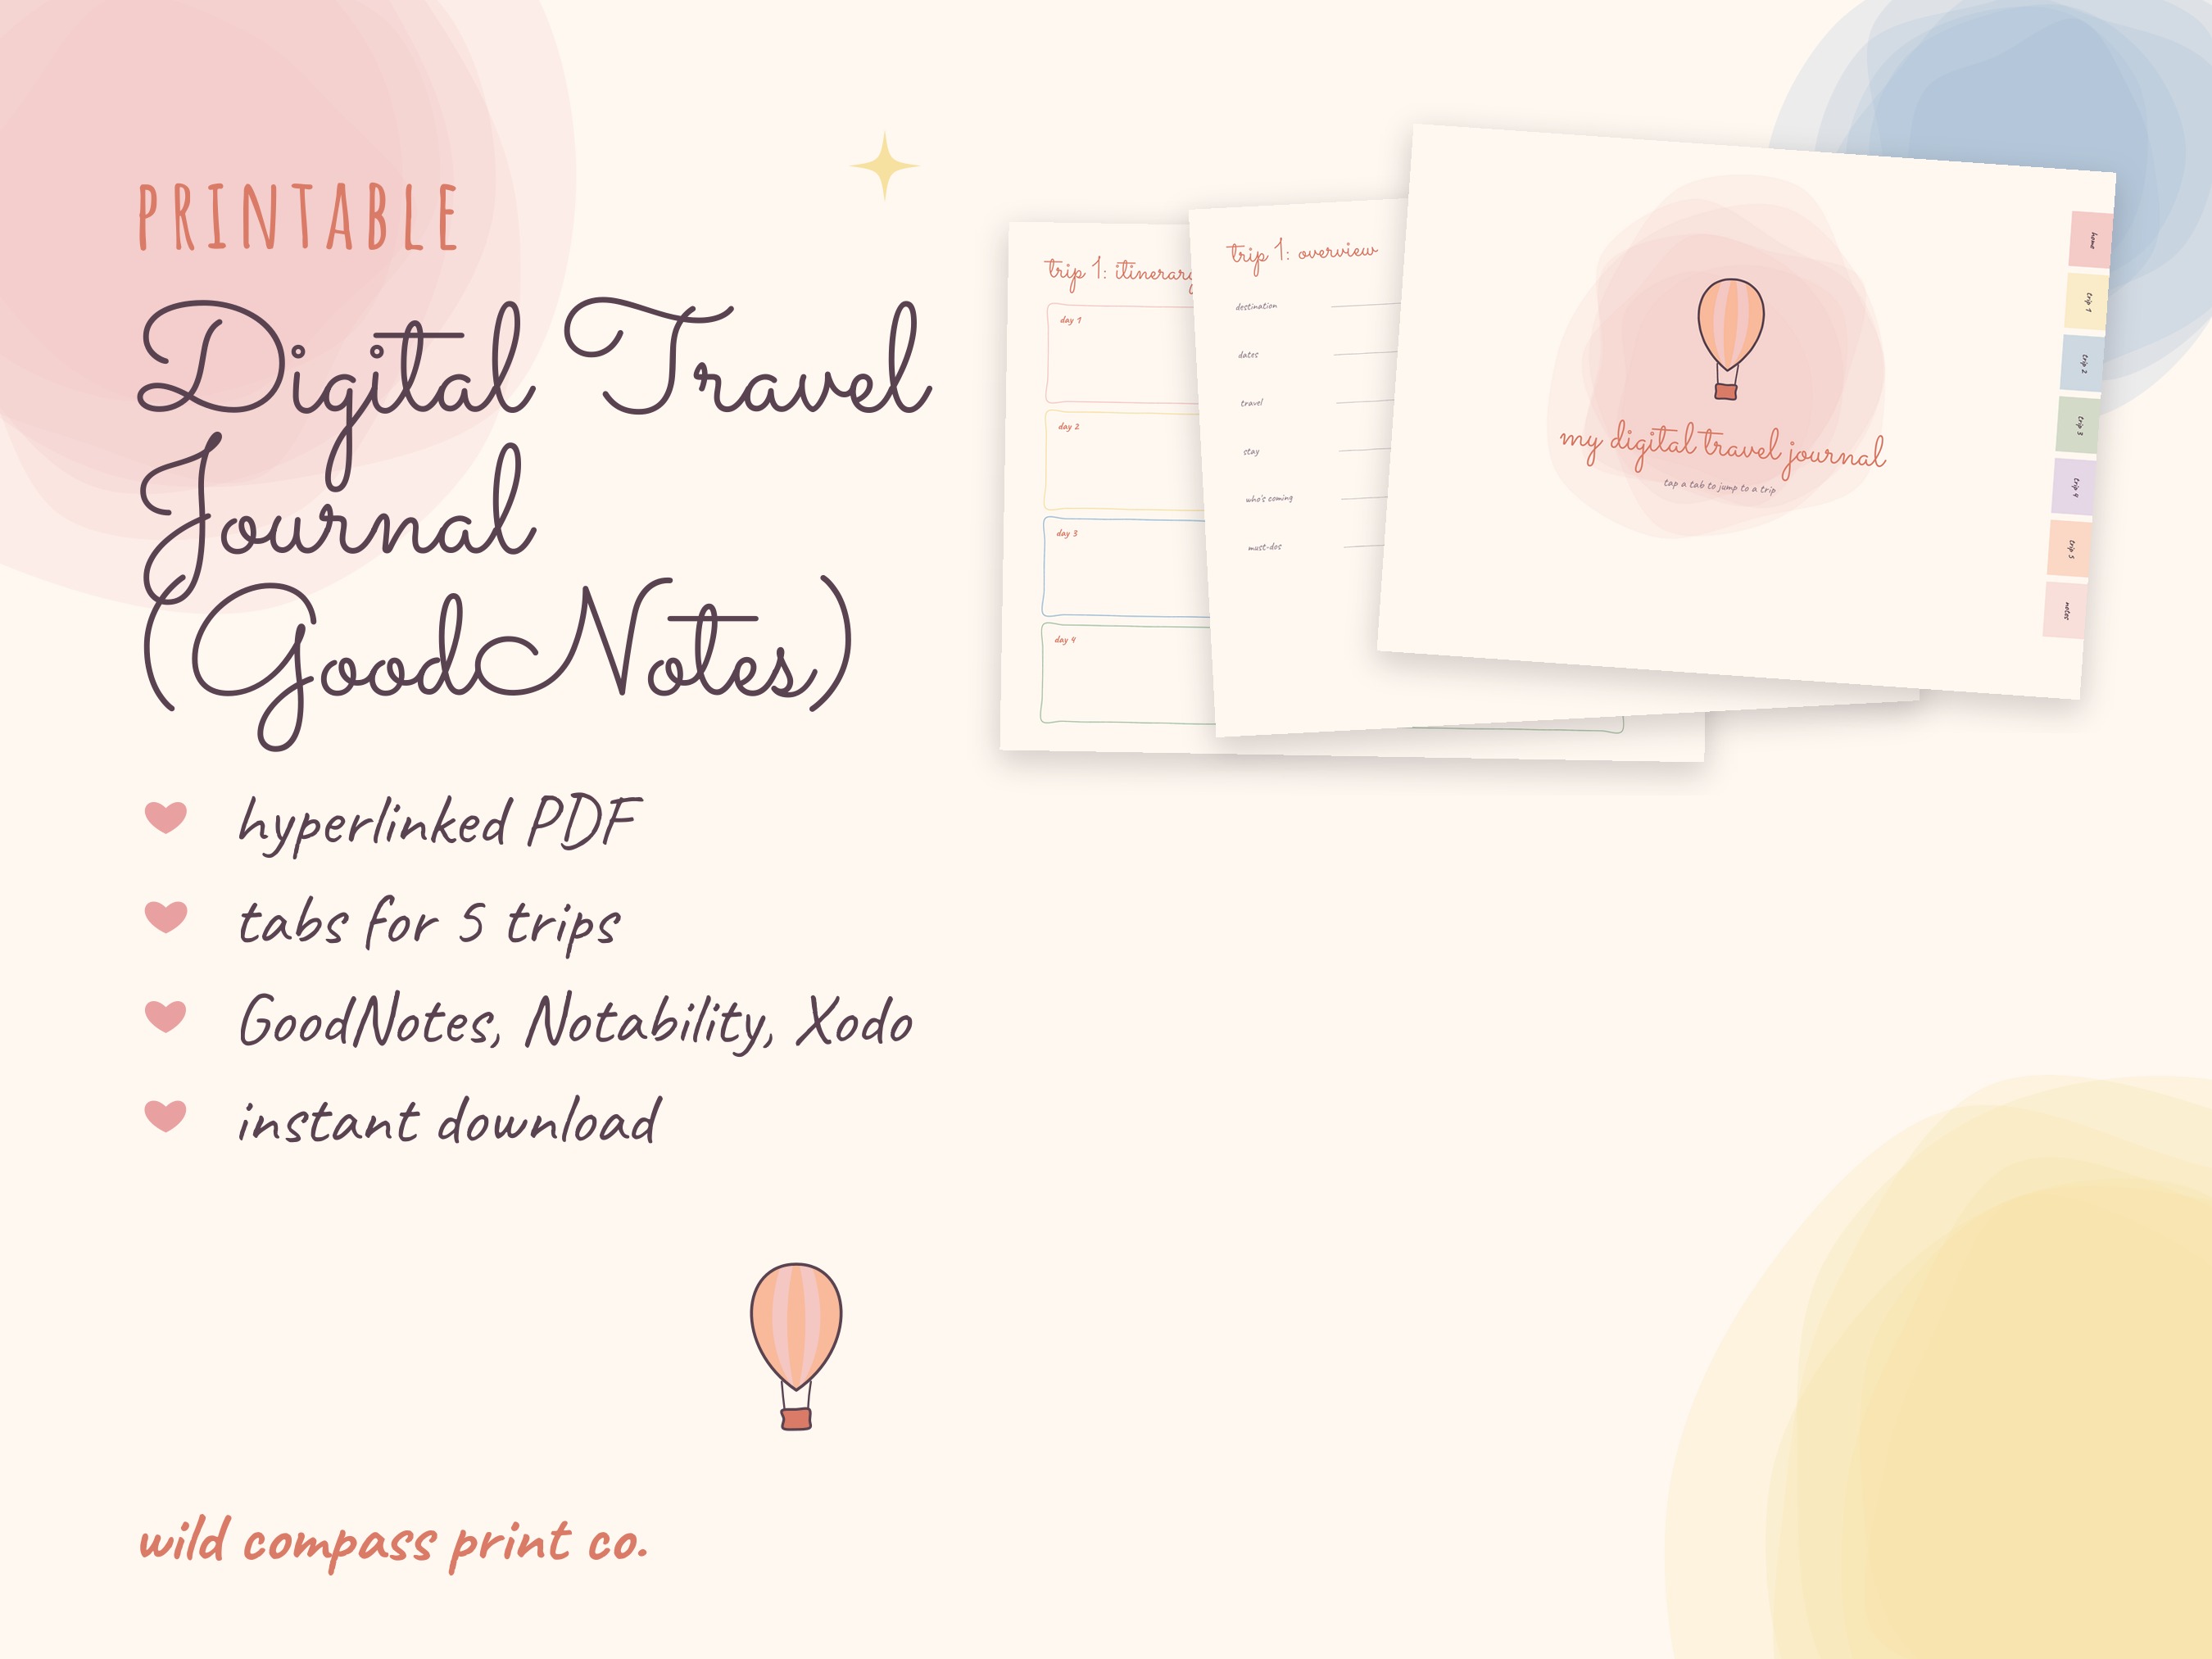 PRINTABLE
Digital Travel
Journal
(GoodNotes)
hyperlinked PDF
tabs for 5 trips
GoodNotes, Notability, Xodo
instant download
wild compass print co.
trip 1: itinerary
day 1
day 2
day 3
day 4
trip 1: overview
destination
dates
travel
stay
who's coming
must-dos
my digital travel journal
tap a tab to jump to a trip
home
trip 1
trip 2
trip 3
trip 4
trip 5
notes